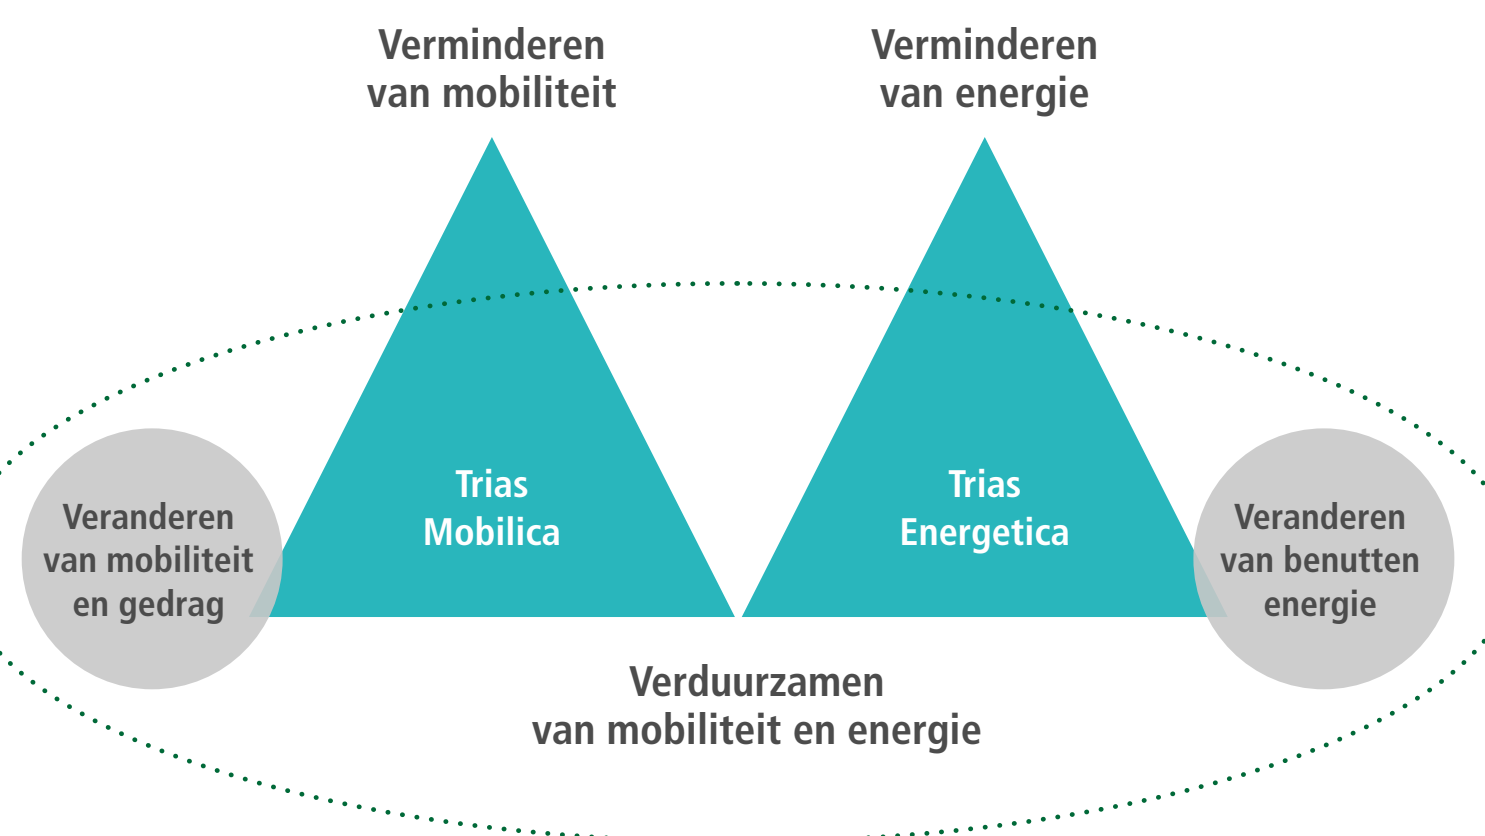 Verminderen
van mobiliteit
Verminderen
van energie
Trias
Mobilica
Trias
Energetica
Veranderen
van mobiliteit
en gedrag
Veranderen
van benutten
energie
Verduurzamen
van mobiliteit en energie